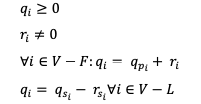 qᵢ ≥ 0
rᵢ ≠ 0
∀i ∈ V − F: qᵢ = q_{pᵢ} + rᵢ
qᵢ = q_{sᵢ} − r_{sᵢ}∀i ∈ V − L